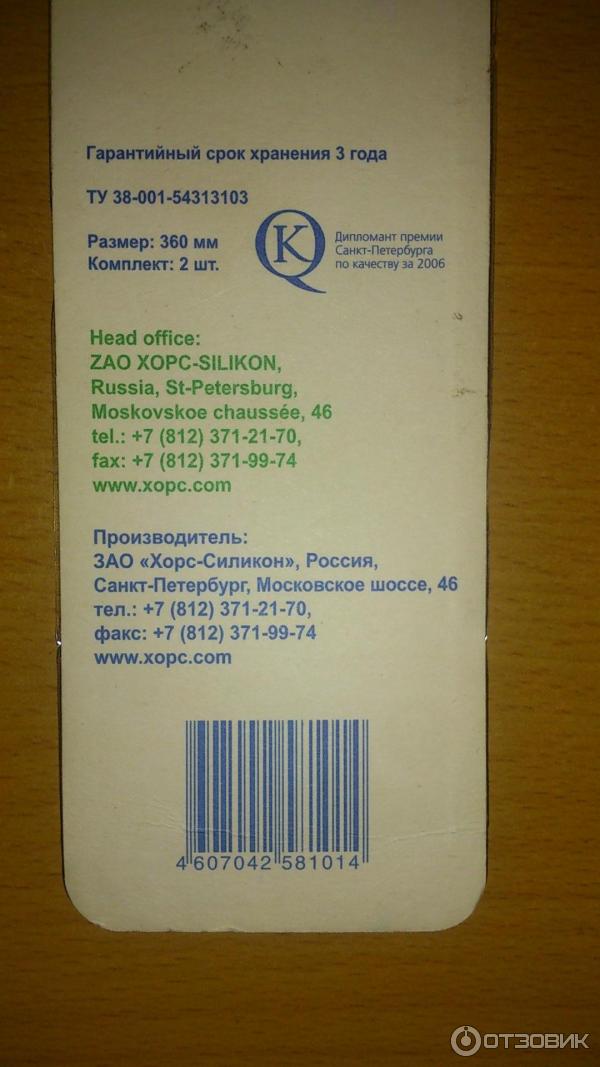 Гарантийный срок хранения 3 года
ТУ 38-001-54313103
Размер: 360 мм
Комплект: 2 шт.
QK
Дипломант премии
Санкт-Петербурга
по качеству за 2006
Head office:
ZAO ХОРС-SILIKON,
Russia, St-Petersburg,
Moskovskoe chaussée, 46
tel.: +7 (812) 371-21-70,
fax: +7 (812) 371-99-74
www.xopc.com
Производитель:
ЗАО «Хорс-Силикон», Россия,
Санкт-Петербург, Московское шоссе, 46
тел.: +7 (812) 371-21-70,
факс: +7 (812) 371-99-74
www.xopc.com
4 607042 581014
ОТЗОВИК